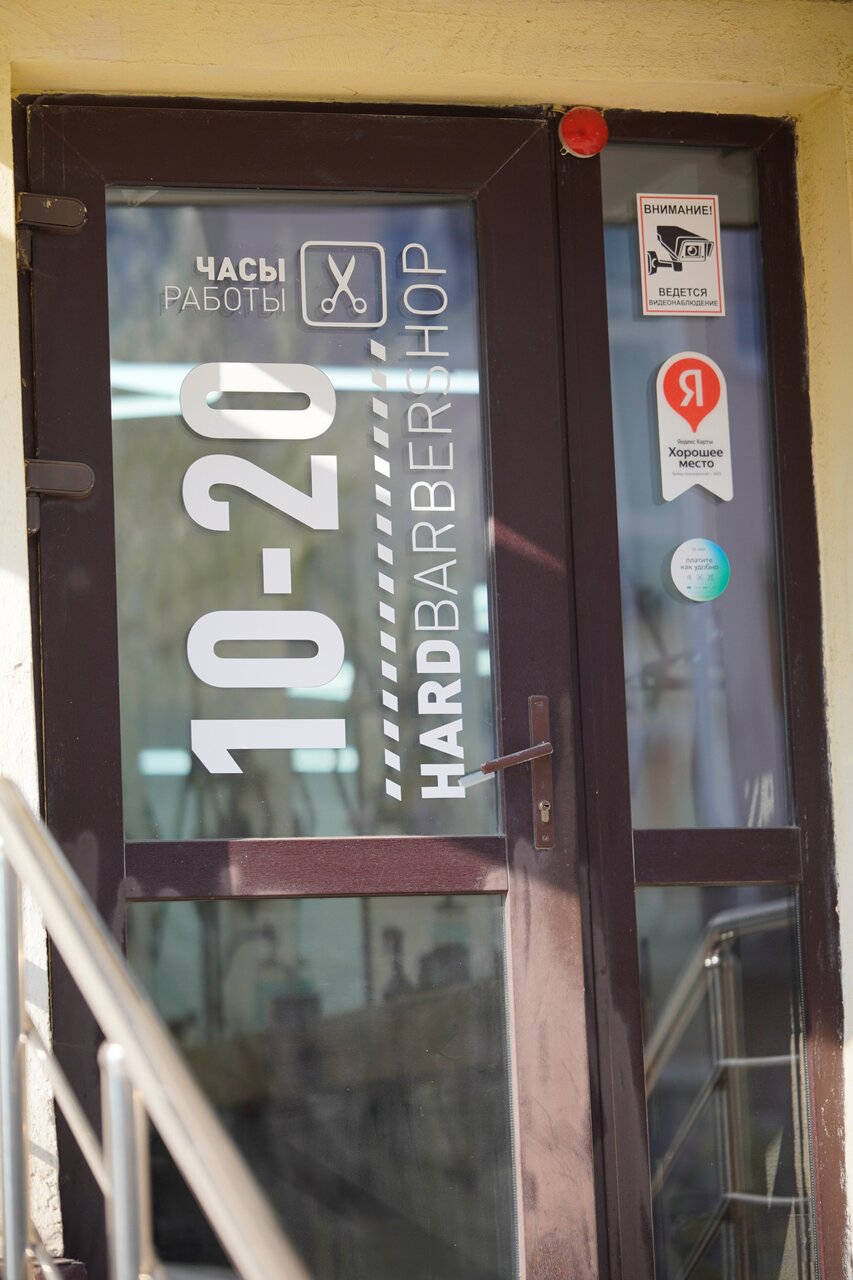 ЧАСЫ
РАБОТЫ
10-20
HARDBARBERSHOP
ВНИМАНИЕ!
ВЕДЕТСЯ
ВИДЕОНАБЛЮДЕНИЕ
Я
Яндекс Карты
Хорошее
место
платите
как удобно